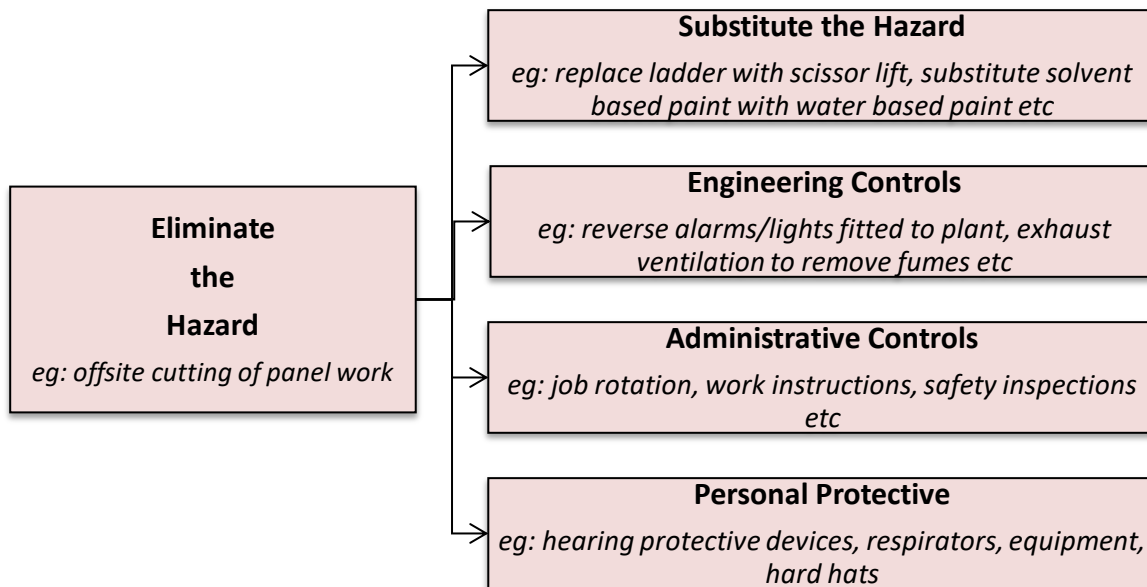 Substitute the Hazard
eg: replace ladder with scissor lift, substitute solvent
based paint with water based paint etc
Engineering Controls
eg: reverse alarms/lights fitted to plant, exhaust
ventilation to remove fumes etc
Eliminate
the
Hazard
eg: offsite cutting of panel work
Administrative Controls
eg: job rotation, work instructions, safety inspections
etc
Personal Protective
eg: hearing protective devices, respirators, equipment,
hard hats